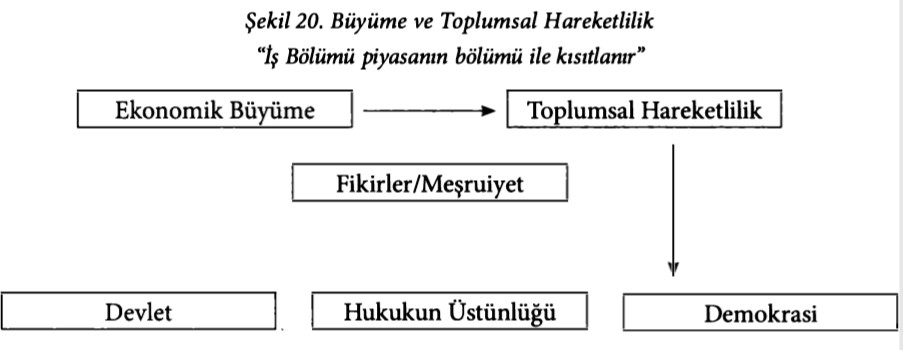 Şekil 20. Büyüme ve Toplumsal Hareketlilik
“İş Bölümü piyasanın bölümü ile kısıtlanır”
Ekonomik Büyüme
Toplumsal Hareketlilik
Fikirler/Meşruiyet
Devlet
Hukukun Üstünlüğü
Demokrasi